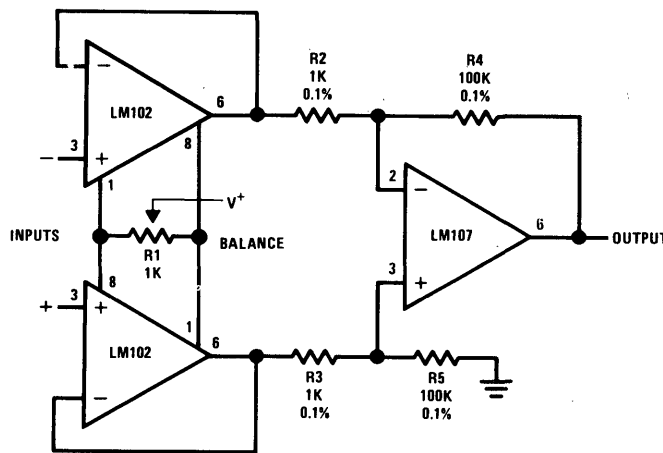 R2
1K
0.1%
R4
100K
0.1%
−
6
LM102
8
− 3 +
1
2
−
V+
LM107
6
OUTPUT
INPUTS
R1
1K
BALANCE
8
+ 3 +
3
+
1
6
LM102
−
R3
1K
0.1%
R5
100K
0.1%